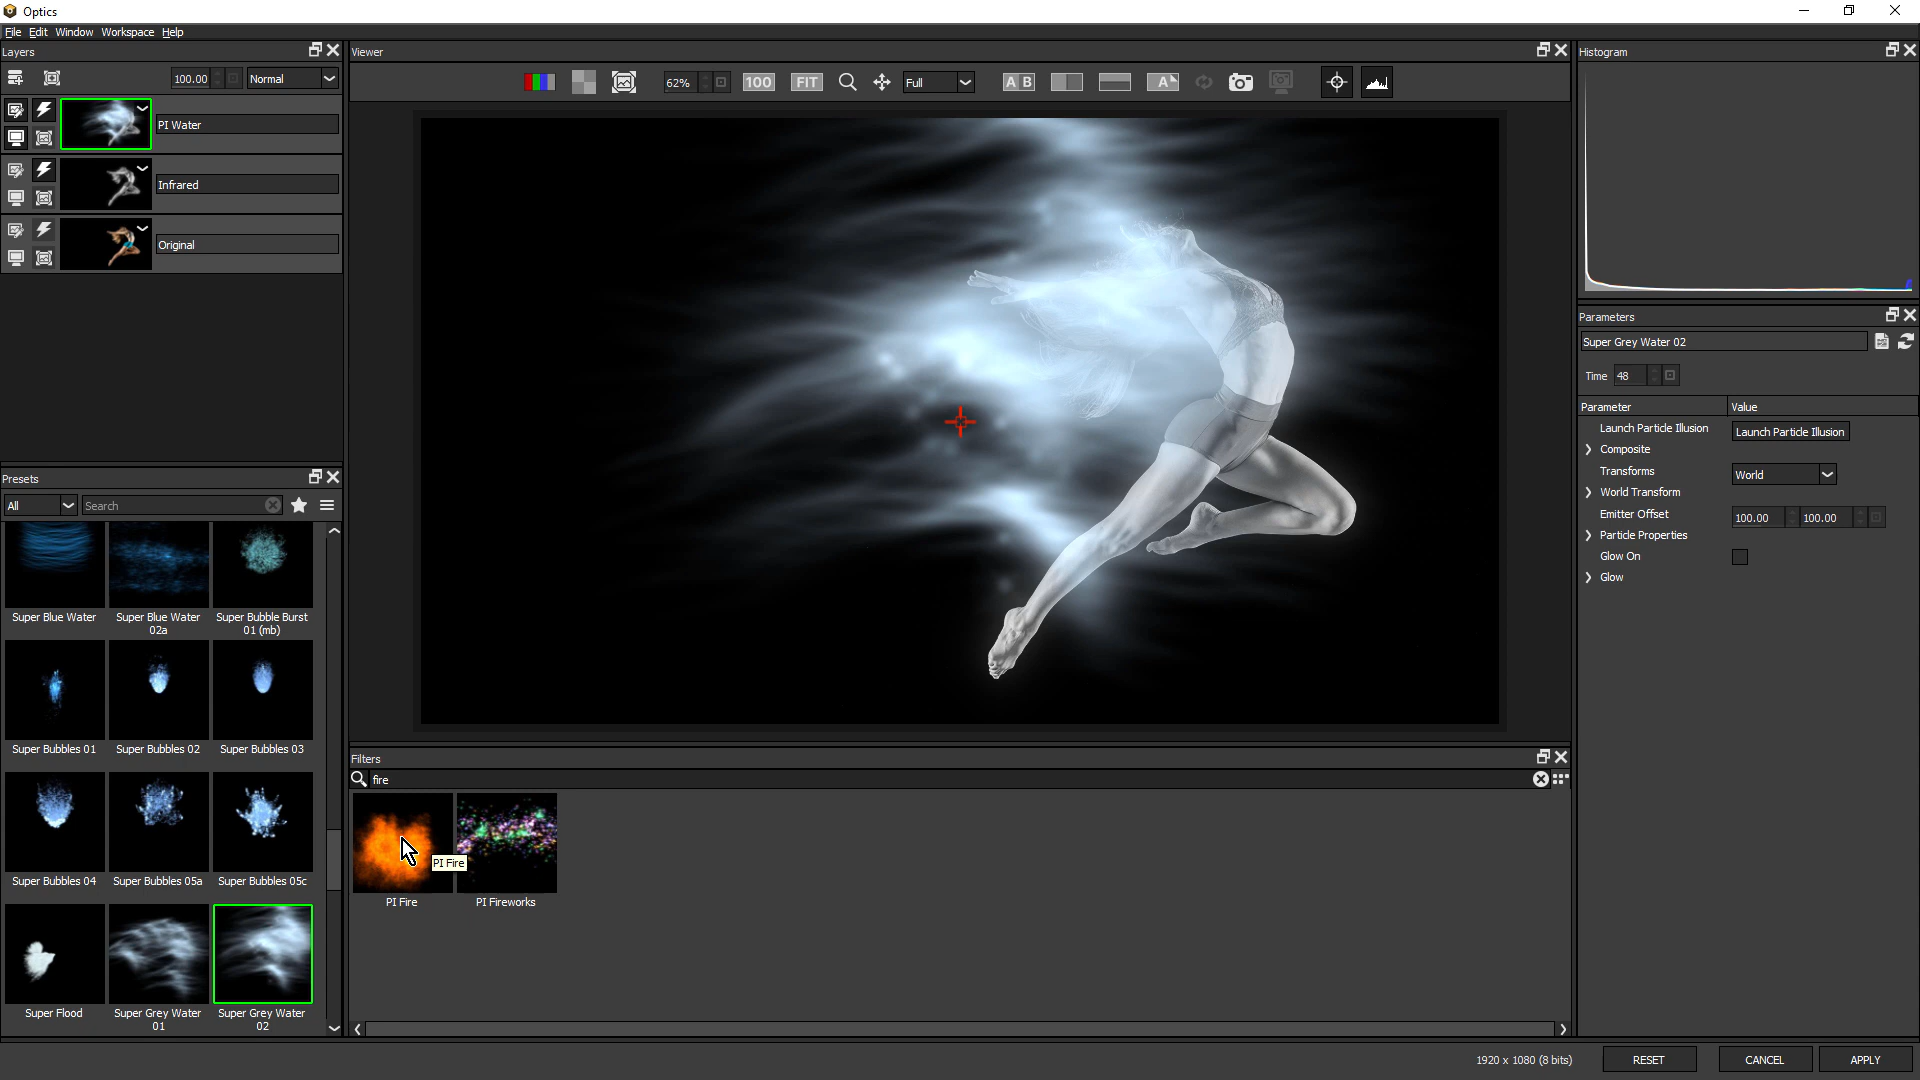 Optics
File Edit Window Workspace Help
Layers
100.00 Normal
PI Water
Infrared
Original
Presets
All Search
Super Blue Water
Super Blue Water 02a
Super Bubble Burst 01 (mb)
Super Bubbles 01
Super Bubbles 02
Super Bubbles 03
Super Bubbles 04
Super Bubbles 05a
Super Bubbles 05c
Super Flood
Super Grey Water 01
Super Grey Water 02
Viewer
62% 100 FIT Full A B A
Filters
fire
PI Fire
PI Fire
PI Fireworks
Histogram
Parameters
Super Grey Water 02
Time 48
Parameter Value
Launch Particle Illusion Launch Particle Illusion
Composite
Transforms World
World Transform
Emitter Offset 100.00 100.00
Particle Properties
Glow On
Glow
1920 x 1080 (8 bits) RESET CANCEL APPLY